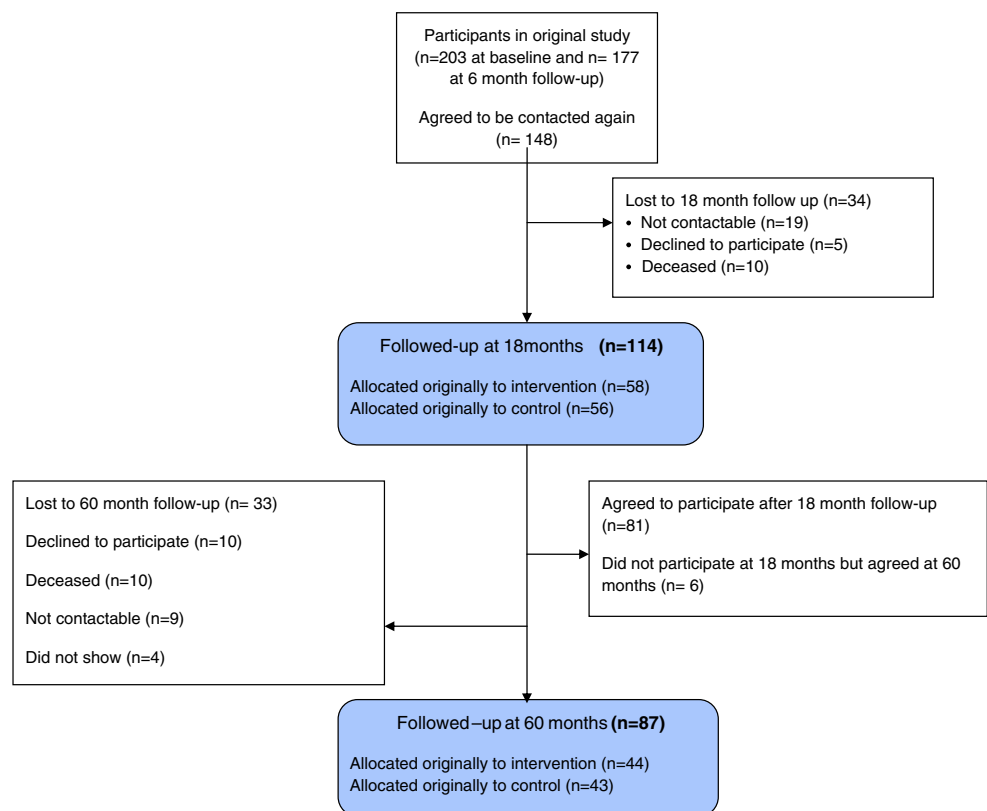 Participants in original study
(n=203 at baseline and n= 177
at 6 month follow-up)
Agreed to be contacted again
(n= 148)
Lost to 18 month follow up (n=34)
• Not contactable (n=19)
• Declined to participate (n=5)
• Deceased (n=10)
Followed-up at 18months (n=114)
Allocated originally to intervention (n=58)
Allocated originally to control (n=56)
Lost to 60 month follow-up (n= 33)
Declined to participate (n=10)
Deceased (n=10)
Not contactable (n=9)
Did not show (n=4)
Agreed to participate after 18 month follow-up
(n=81)
Did not participate at 18 months but agreed at 60
months (n= 6)
Followed–up at 60 months (n=87)
Allocated originally to intervention (n=44)
Allocated originally to control (n=43)